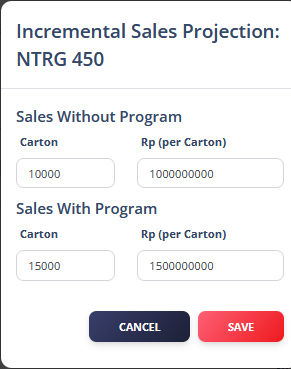 Incremental Sales Projection:
NTRG 450
Sales Without Program
Carton Rp (per Carton)
10000 1000000000
Sales With Program
Carton Rp (per Carton)
15000 1500000000
CANCEL SAVE